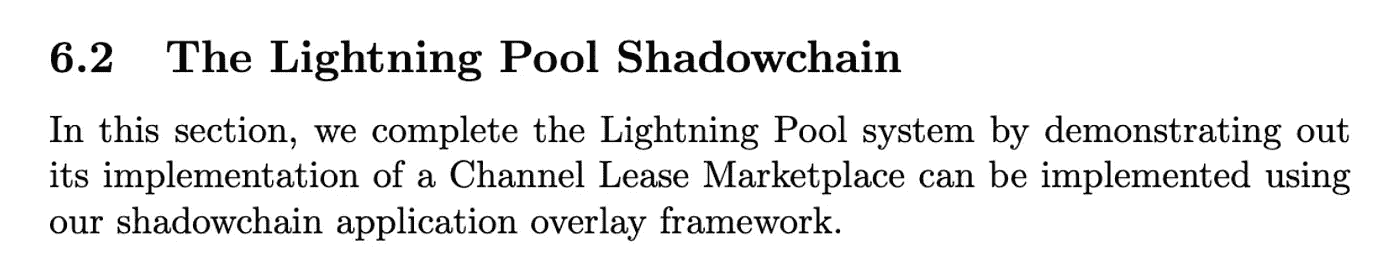 6.2 The Lightning Pool Shadowchain
In this section, we complete the Lightning Pool system by demonstrating out
its implementation of a Channel Lease Marketplace can be implemented using
our shadowchain application overlay framework.